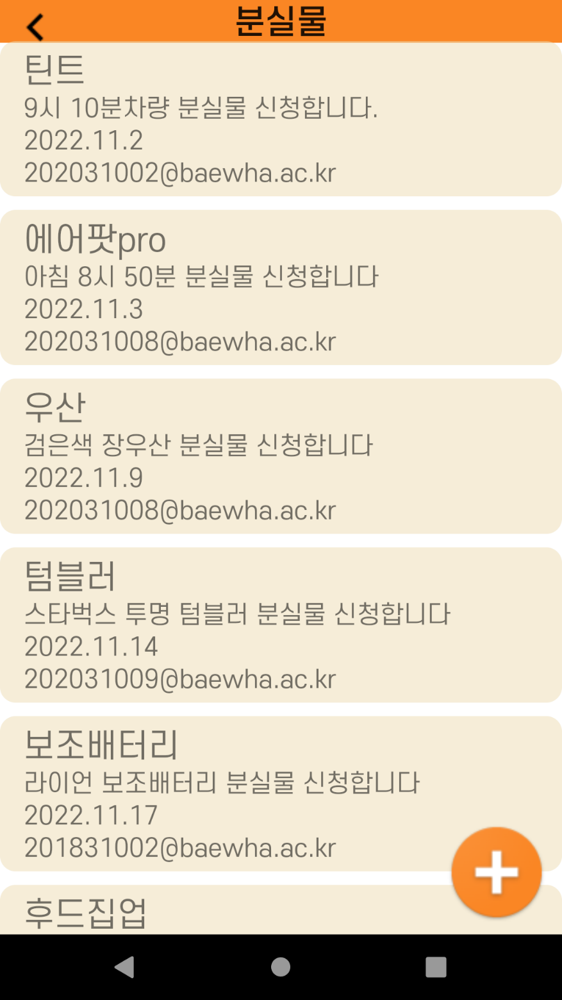 분실물
틴트
9시 10분차량 분실물 신청합니다.
2022.11.2
202031002@baewha.ac.kr
에어팟pro
아침 8시 50분 분실물 신청합니다
2022.11.3
202031008@baewha.ac.kr
우산
검은색 장우산 분실물 신청합니다
2022.11.9
202031008@baewha.ac.kr
텀블러
스타벅스 투명 텀블러 분실물 신청합니다
2022.11.14
202031009@baewha.ac.kr
보조배터리
라이언 보조배터리 분실물 신청합니다
2022.11.17
201831002@baewha.ac.kr
후드집업